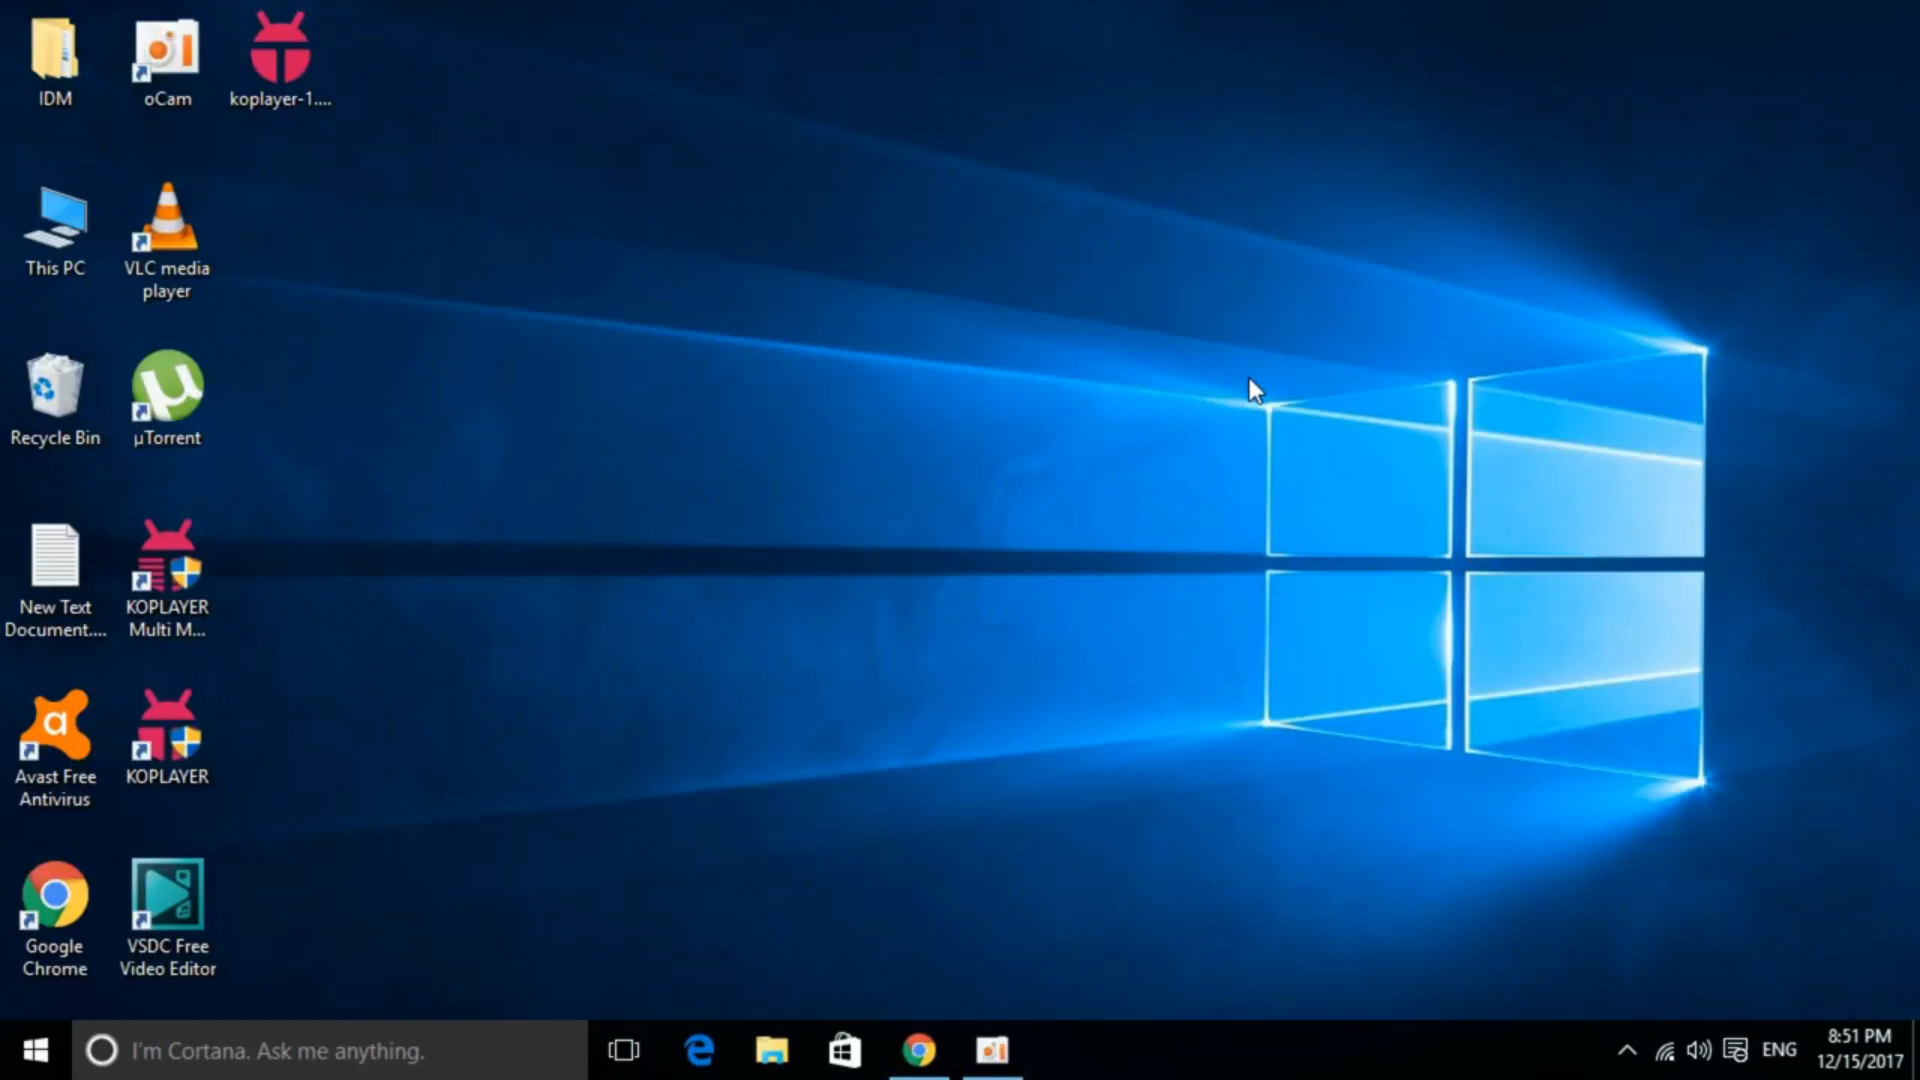 IDM
oCam
koplayer-1....
This PC
VLC media
player
Recycle Bin
µTorrent
New Text
Document....
KOPLAYER
Multi M...
Avast Free
Antivirus
KOPLAYER
Google
Chrome
VSDC Free
Video Editor
I'm Cortana. Ask me anything.
ENG
8:51 PM
12/15/2017